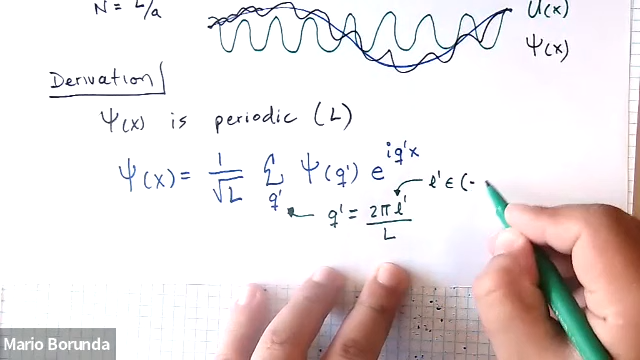 N = L/a
U(x)
ψ(x)
Derivation
ψ(x) is periodic (L)
ψ(x) = 1/√L Σ_q' ψ(q') e^{iq'x}
q' = 2πl'/L ← l' ∈ (-
Mario Borunda